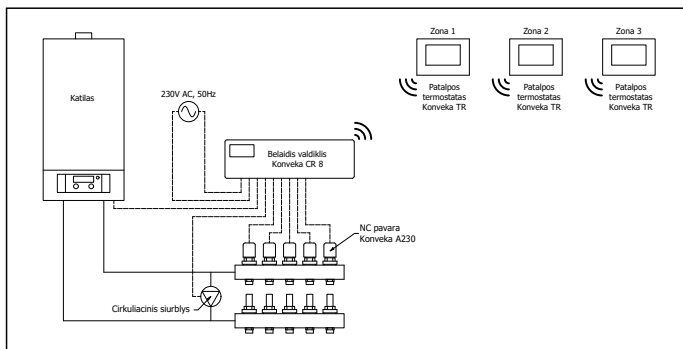 Katilas
230V AC, 50Hz
Belaidis valdiklis
Konveka CR 8
Zona 1
Patalpos
termostatas
Konveka TR
Zona 2
Patalpos
termostatas
Konveka TR
Zona 3
Patalpos
termostatas
Konveka TR
NC pavara
Konveka A230
Cirkuliacinis siurblys